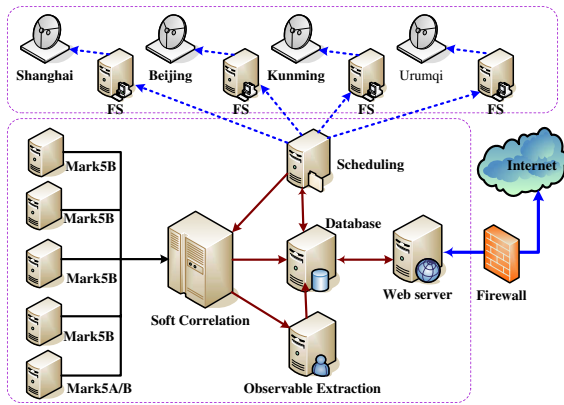 Shanghai
Beijing
Kunming
Urumqi
FS
FS
FS
FS
Mark5B
Mark5B
Mark5B
Mark5B
Mark5A/B
Scheduling
Database
Soft Correlation
Observable Extraction
Web server
Firewall
Internet